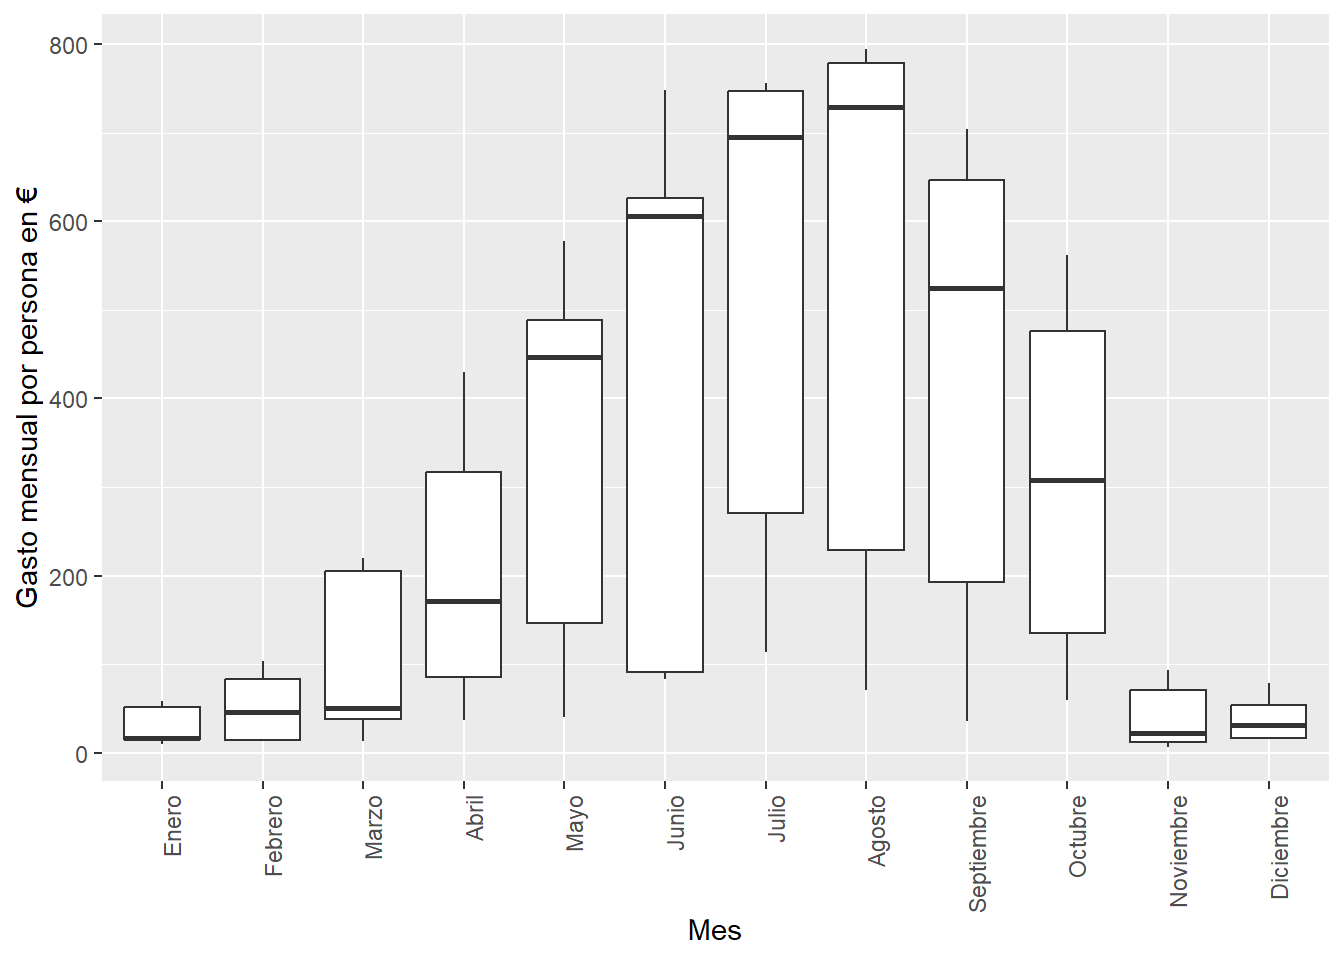 Gasto mensual por persona en €
800
600
400
200
0
Enero
Febrero
Marzo
Abril
Mayo
Junio
Julio
Agosto
Septiembre
Octubre
Noviembre
Diciembre
Mes